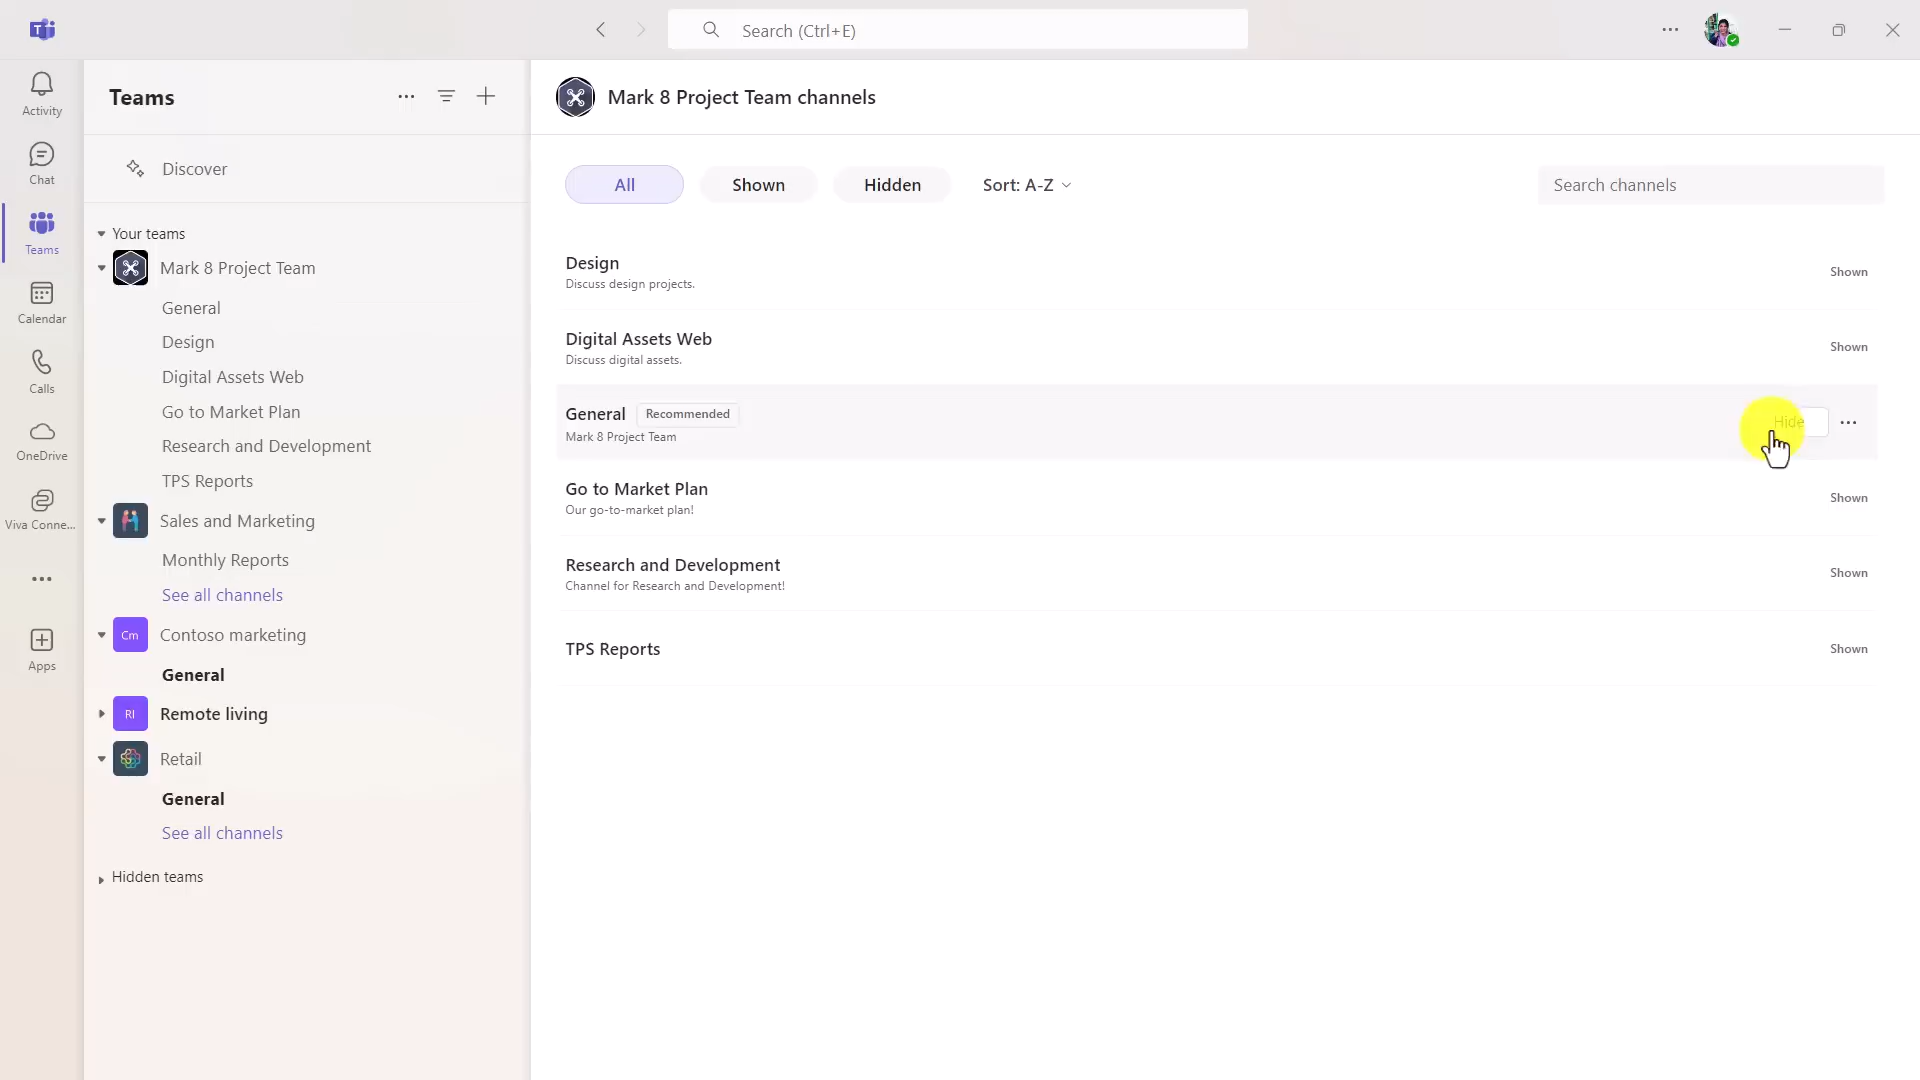 Search (Ctrl+E)
Activity
Chat
Teams
Calendar
Calls
OneDrive
Viva Conne...
Apps
Teams
Discover
Your teams
Mark 8 Project Team
General
Design
Digital Assets Web
Go to Market Plan
Research and Development
TPS Reports
Sales and Marketing
Monthly Reports
See all channels
Cm Contoso marketing
General
RI Remote living
Retail
General
See all channels
Hidden teams
Mark 8 Project Team channels
All Shown Hidden Sort: A-Z Search channels
Design
Discuss design projects.
Shown
Digital Assets Web
Discuss digital assets.
Shown
General Recommended
Mark 8 Project Team
Hide
Go to Market Plan
Our go-to-market plan!
Shown
Research and Development
Channel for Research and Development!
Shown
TPS Reports
Shown